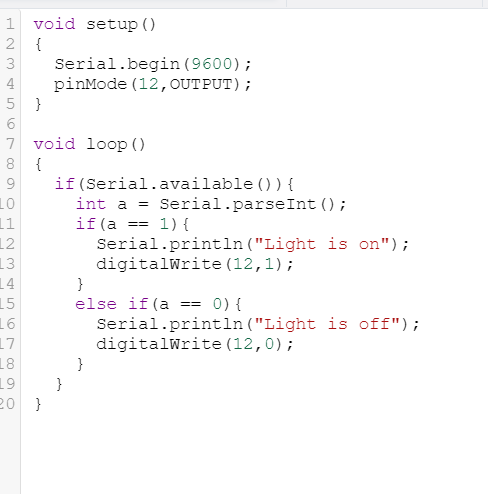 1 void setup()
2 {
3   Serial.begin(9600);
4   pinMode(12,OUTPUT);
5 }
6
7 void loop()
8 {
9   if(Serial.available()){
10     int a = Serial.parseInt();
11     if(a == 1){
12       Serial.println("Light is on");
13       digitalWrite(12,1);
14     }
15     else if(a == 0){
16       Serial.println("Light is off");
17       digitalWrite(12,0);
18     }
19   }
20 }